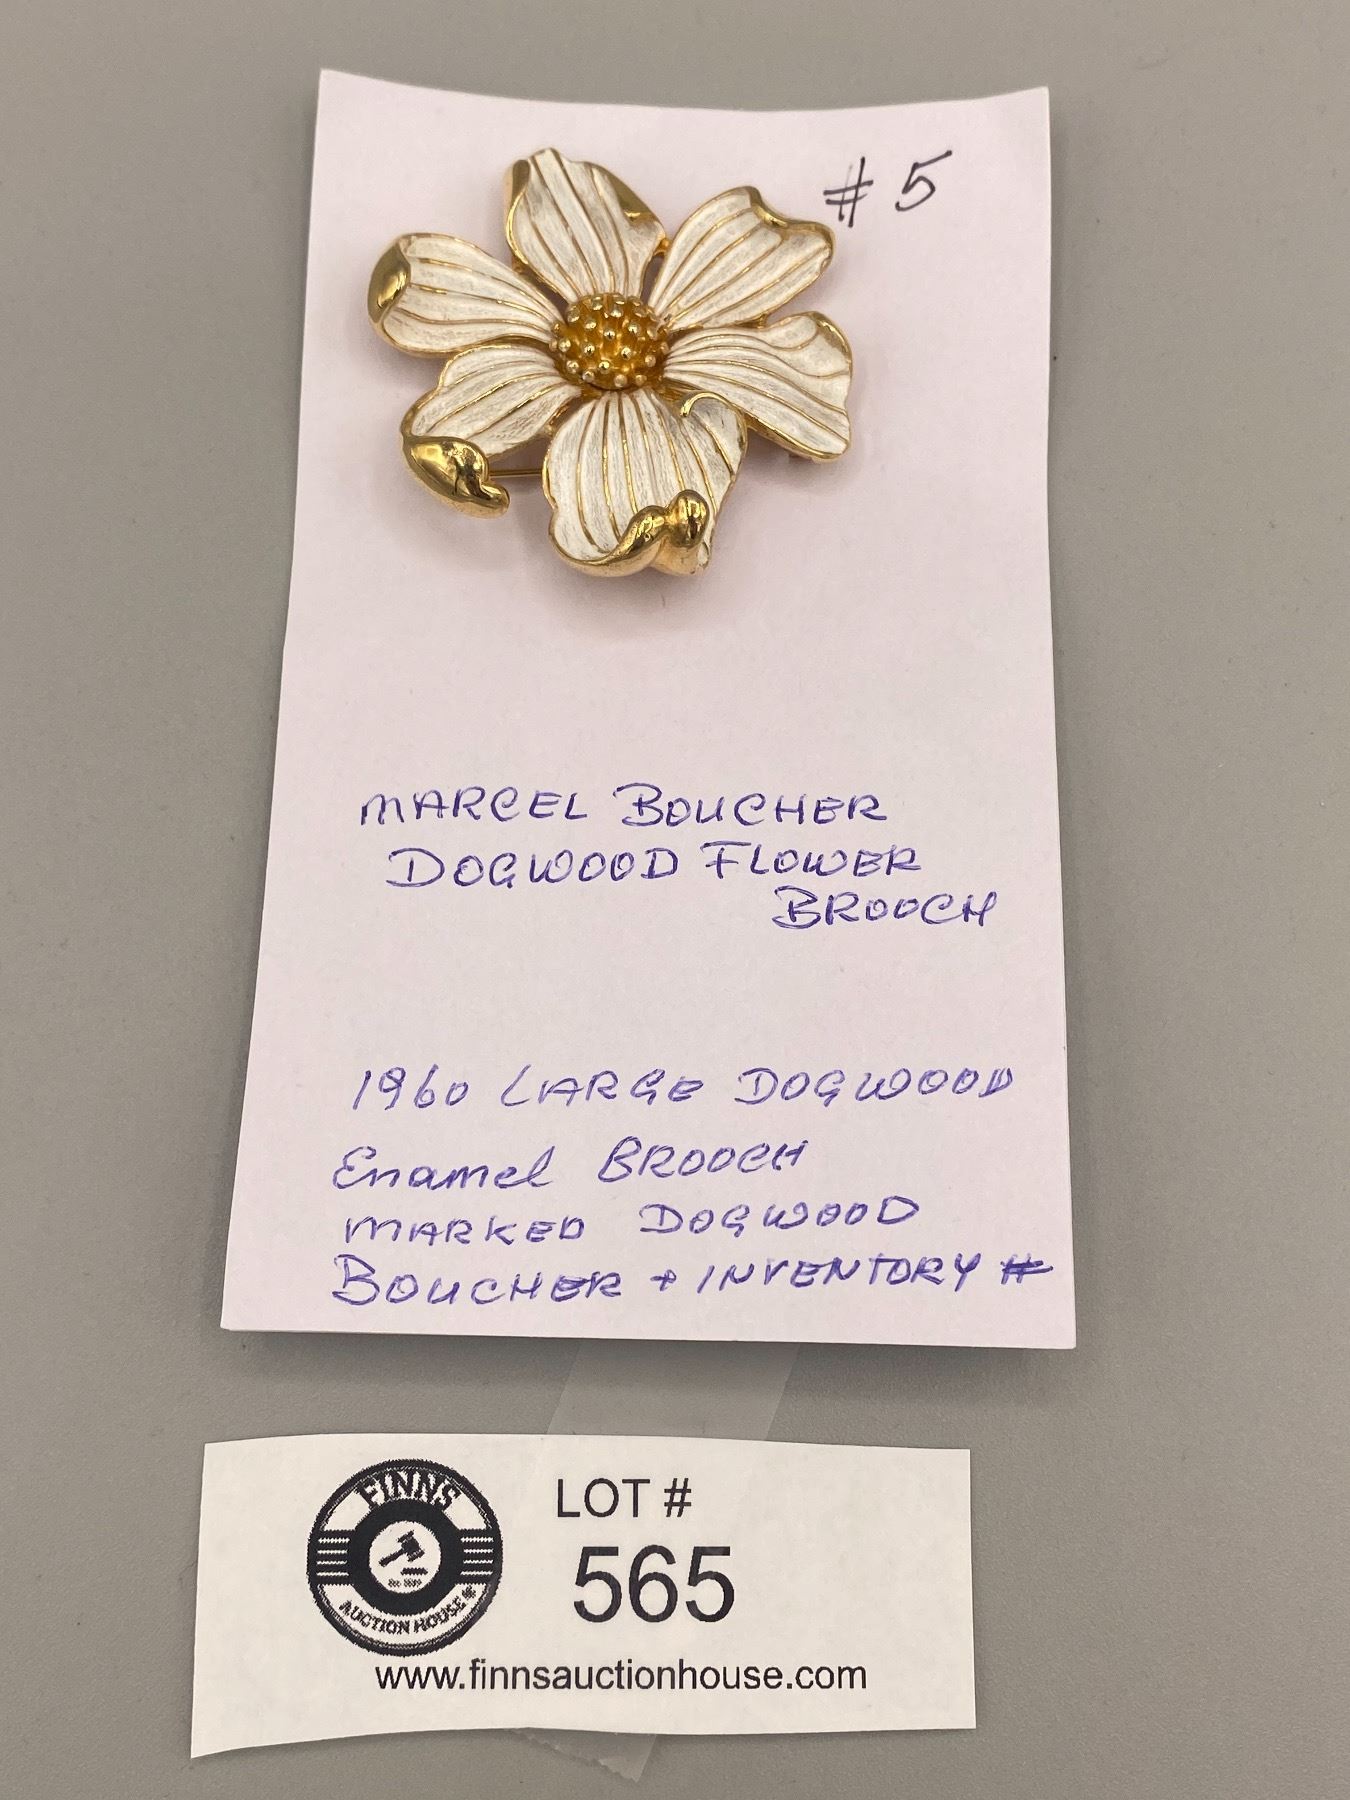 # 5
MARCEL BOUCHER
DOGWOOD FLOWER
BROOCH
1960 LARGE DOGWOOD
Enamel BROOCH
MARKED DOGWOOD
BOUCHER + INVENTORY #
FINNS
AUCTION HOUSE
LOT #
565
www.finnsauctionhouse.com